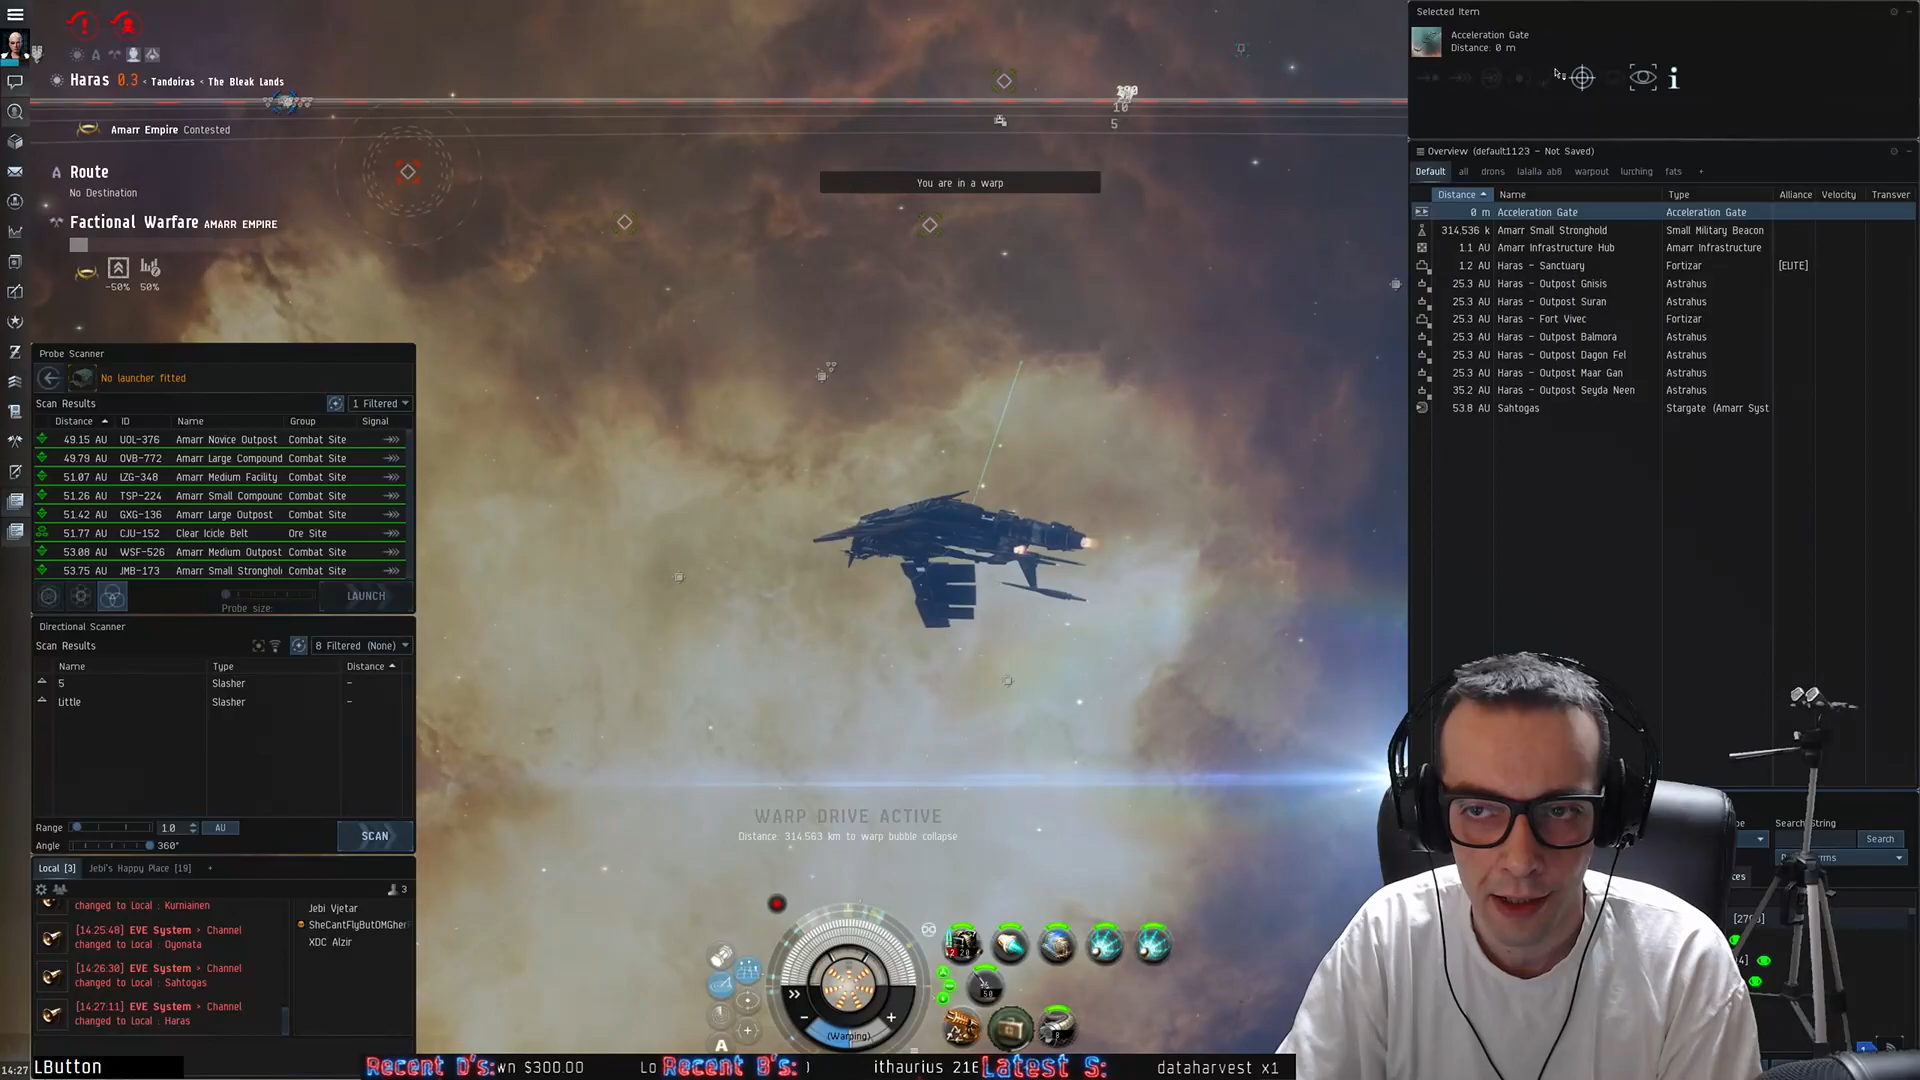 Haras 0.3 < Tandoiras < The Bleak Lands
Amarr Empire Contested
Route
No Destination
Factional Warfare AMARR EMPIRE
-50% 50%
Probe Scanner
No launcher fitted
Scan Results 1 Filtered
Distance ID Name Group Signal
49.15 AU UOL-376 Amarr Novice Outpost Combat Site
49.79 AU OVB-772 Amarr Large Compound Combat Site
51.07 AU LZG-348 Amarr Medium Facility Combat Site
51.26 AU TSP-224 Amarr Small Compound Combat Site
51.42 AU GXG-136 Amarr Large Outpost Combat Site
51.77 AU CJU-152 Clear Icicle Belt Ore Site
53.08 AU WSF-526 Amarr Medium Outpost Combat Site
53.75 AU JMB-173 Amarr Small Stronghol Combat Site
Probe size:
LAUNCH
Directional Scanner
Scan Results 8 Filtered (None)
Name Type Distance
5 Slasher –
Little Slasher –
Range 1.0 AU
Angle 360°
SCAN
Local [3] Jebi's Happy Place [19] +
3
changed to Local : Kurniainen
[14:25:48] EVE System > Channel
changed to Local : Oyonata
[14:26:30] EVE System > Channel
changed to Local : Sahtogas
[14:27:11] EVE System > Channel
changed to Local : Haras
Jebi Vjetar
SheCantFlyButOMGher
XDC Alzir
14:27
LButton
10
5
You are in a warp
WARP DRIVE ACTIVE
Distance: 314.563 km to warp bubble collapse
(Warping)
20
50
8
A
Recent D's: wn $300.00 Lo Recent B's: ) ithaurius 216 Latest S: dataharvest x1
Selected Item
Acceleration Gate
Distance: 0 m
Overview (default1123 – Not Saved)
Default all drons lalalla ab6 warpout lurching fats +
Distance Name Type Alliance Velocity Transver
0 m Acceleration Gate Acceleration Gate
314,536 k Amarr Small Stronghold Small Military Beacon
1.1 AU Amarr Infrastructure Hub Amarr Infrastructure
1.2 AU Haras – Sanctuary Fortizar [ELITE]
25.3 AU Haras – Outpost Gnisis Astrahus
25.3 AU Haras – Outpost Suran Astrahus
25.3 AU Haras – Fort Vivec Fortizar
25.3 AU Haras – Outpost Balmora Astrahus
25.3 AU Haras – Outpost Dagon Fel Astrahus
25.3 AU Haras – Outpost Maar Gan Astrahus
35.2 AU Haras – Outpost Seyda Neen Astrahus
53.8 AU Sahtogas Stargate (Amarr Syst
Search